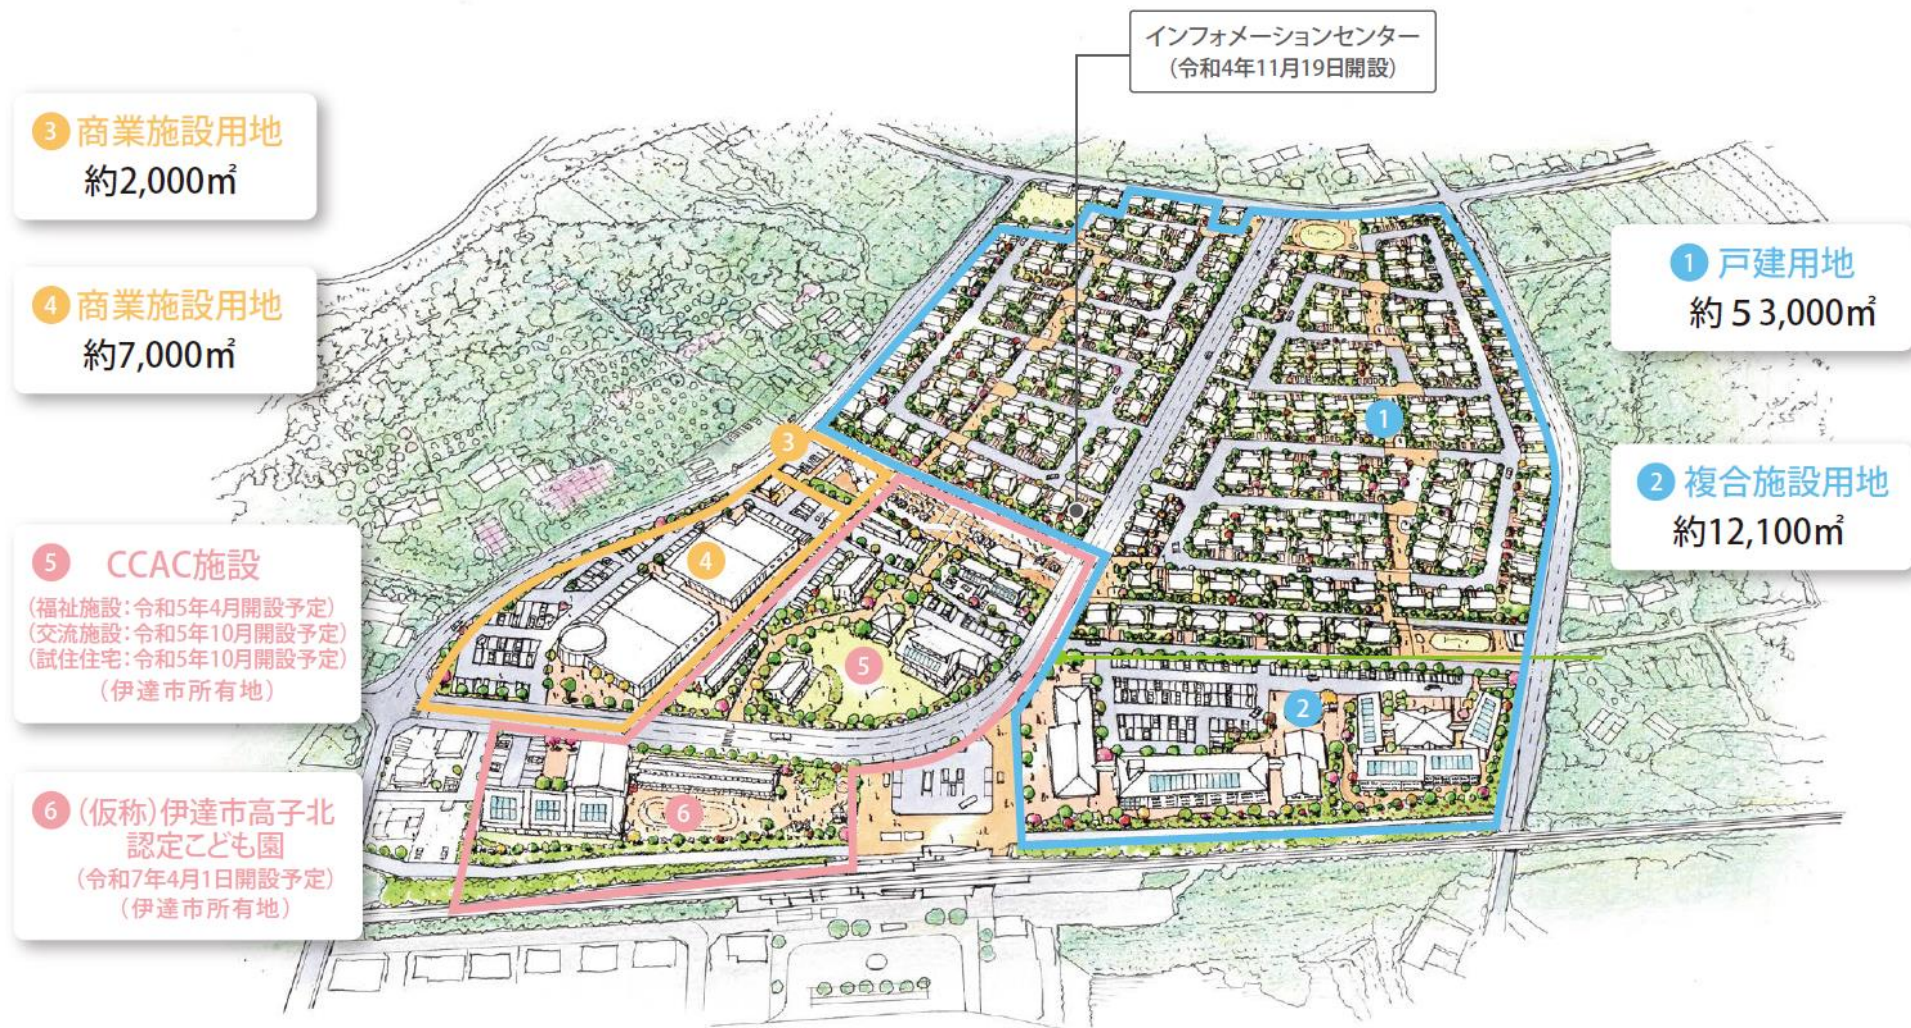 インフォメーションセンター
(令和4年11月19日開設)
3 商業施設用地
約2,000㎡
4 商業施設用地
約7,000㎡
5 CCAC施設
(福祉施設:令和5年4月開設予定)
(交流施設:令和5年10月開設予定)
(試住住宅:令和5年10月開設予定)
(伊達市所有地)
6 (仮称)伊達市高子北
認定こども園
(令和7年4月1日開設予定)
(伊達市所有地)
1 戸建用地
約53,000㎡
2 複合施設用地
約12,100㎡
3
1
4
5
2
6